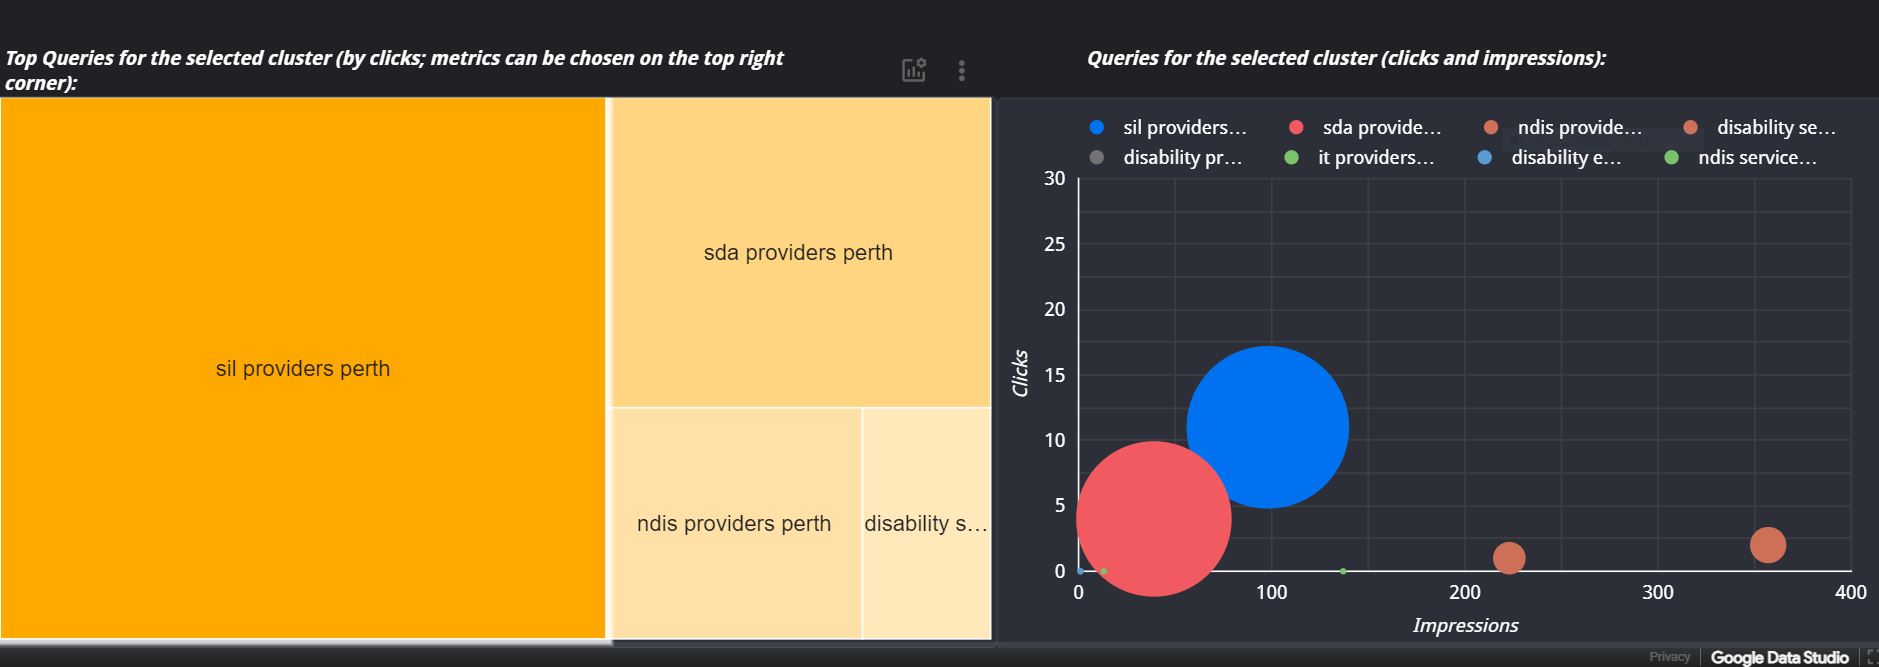 Top Queries for the selected cluster (by clicks; metrics can be chosen on the top right
corner):
sil providers perth
sda providers perth
ndis providers perth
disability s...
Queries for the selected cluster (clicks and impressions):
sil providers... sda provide... ndis provide... disability se...
disability pr... it providers... disability e... ndis service...
30
25
20
15
10
5
0
Clicks
0 100 200 300 400
Impressions
Privacy Google Data Studio